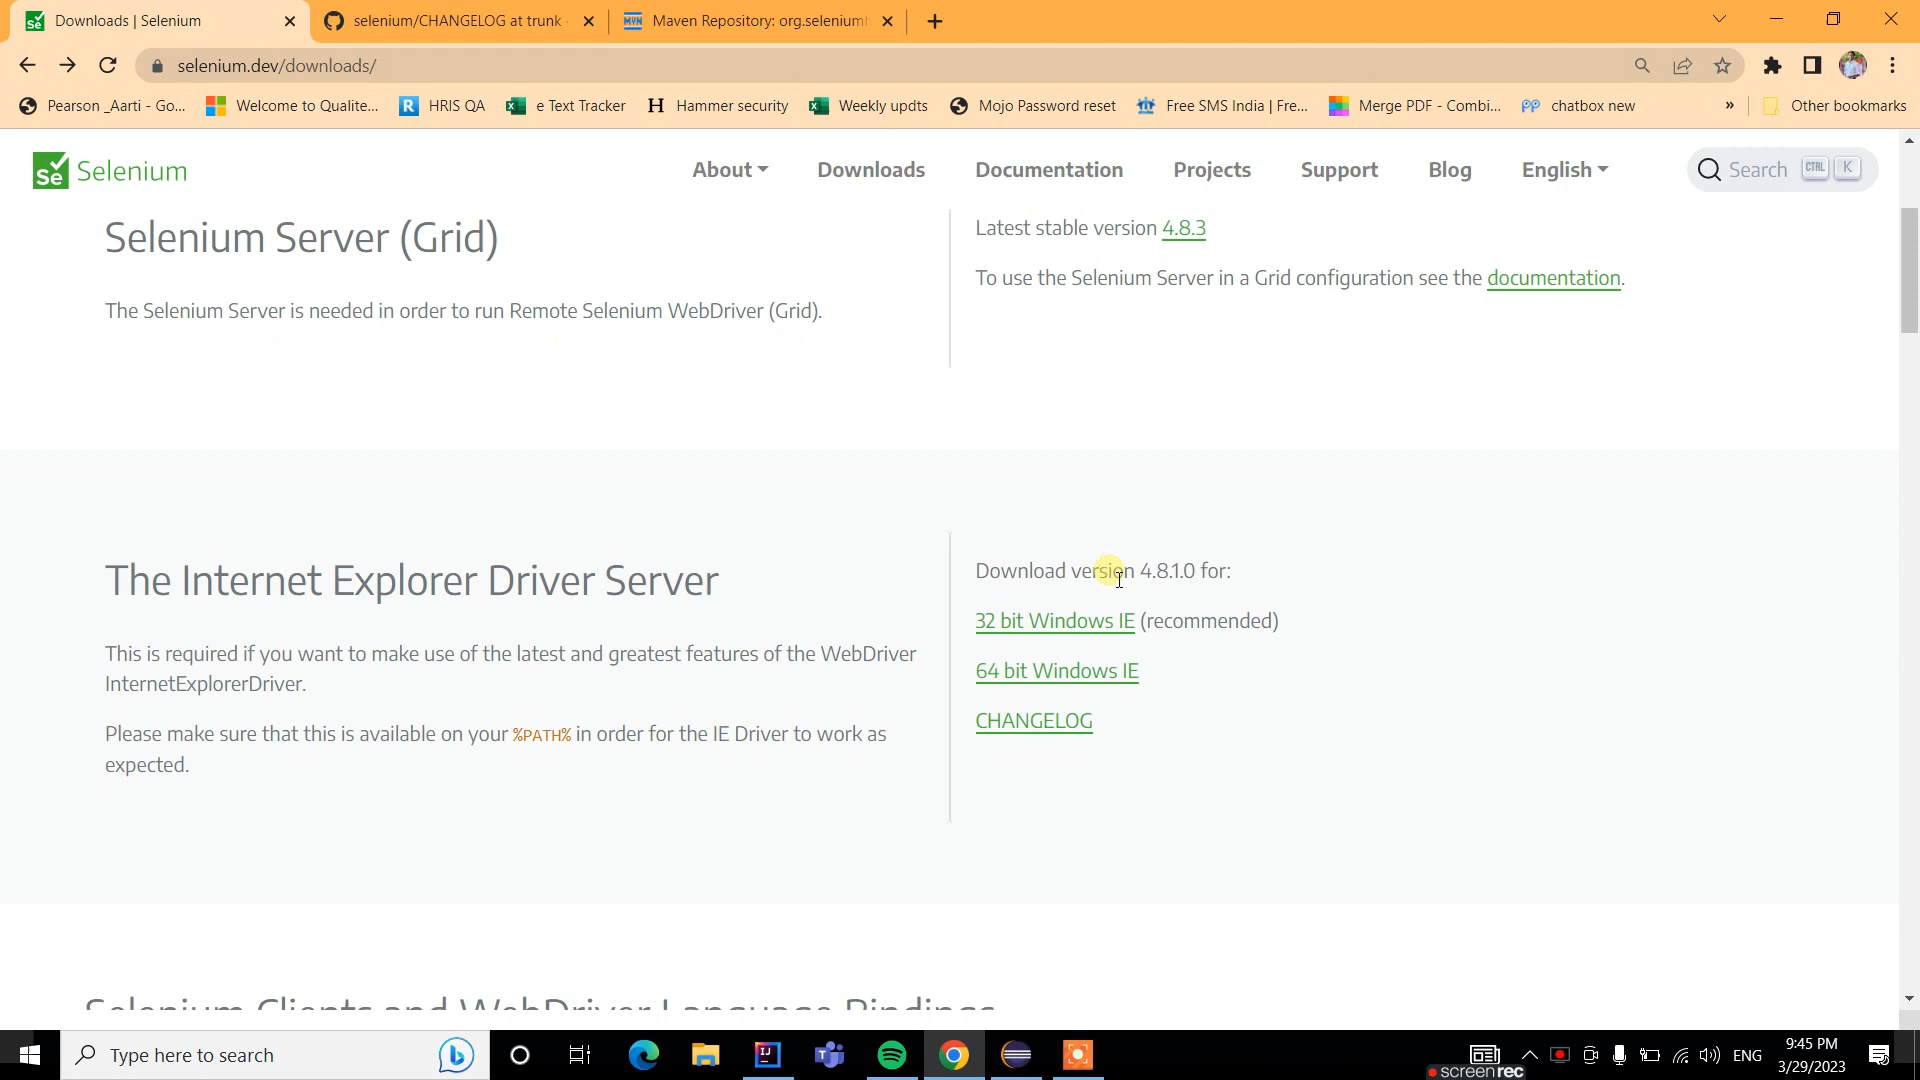 Downloads | Selenium
selenium/CHANGELOG at trunk
Maven Repository: org.selenium
selenium.dev/downloads/
Pearson _Aarti - Go...
Welcome to Qualite...
HRIS QA
e Text Tracker
Hammer security
Weekly updts
Mojo Password reset
Free SMS India | Fre...
Merge PDF - Combi...
chatbox new
»
Other bookmarks
Se Selenium
About
Downloads
Documentation
Projects
Support
Blog
English
Search CTRL K
Selenium Server (Grid)
The Selenium Server is needed in order to run Remote Selenium WebDriver (Grid).
Latest stable version 4.8.3
To use the Selenium Server in a Grid configuration see the documentation.
The Internet Explorer Driver Server
This is required if you want to make use of the latest and greatest features of the WebDriver
InternetExplorerDriver.
Please make sure that this is available on your %PATH% in order for the IE Driver to work as
expected.
Download version 4.8.1.0 for:
32 bit Windows IE (recommended)
64 bit Windows IE
CHANGELOG
Selenium Clients and WebDriver Language Bindings
Type here to search
screenrec
ENG
9:45 PM
3/29/2023